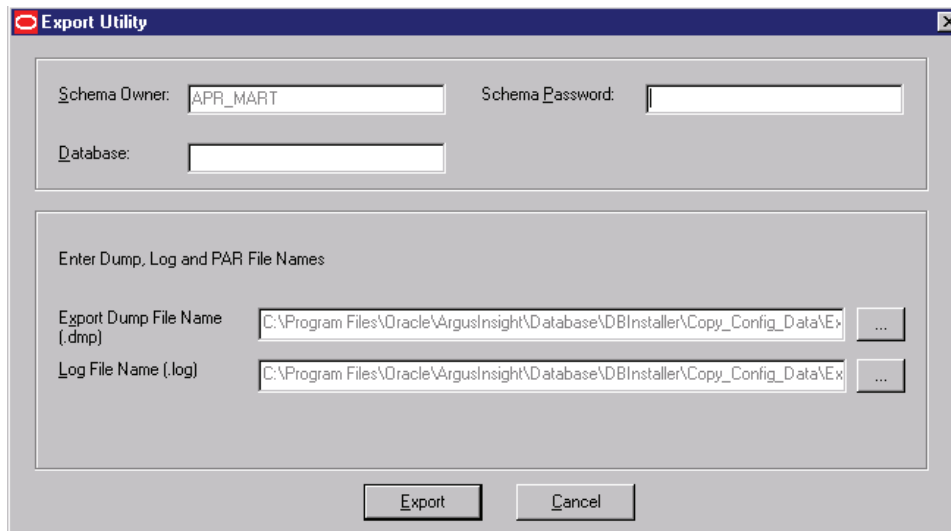 Export Utility
Schema Owner: APR_MART Schema Password:
Database:
Enter Dump, Log and PAR File Names
Export Dump File Name
(.dmp)
C:\Program Files\Oracle\ArgusInsight\Database\DBInstaller\Copy_Config_Data\Ex ...
Log File Name (.log) C:\Program Files\Oracle\ArgusInsight\Database\DBInstaller\Copy_Config_Data\Ex ...
Export Cancel